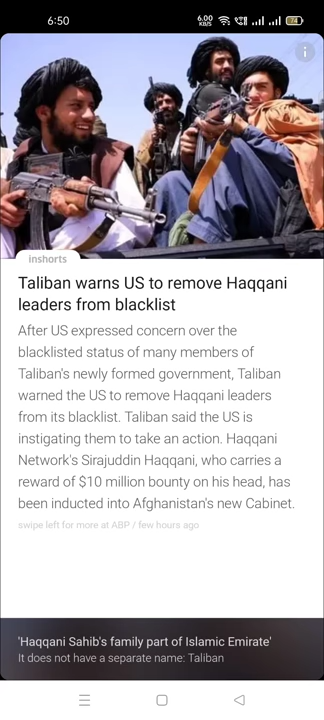 6:50
6.00
KB/S
74
inshorts
Taliban warns US to remove Haqqani
leaders from blacklist
After US expressed concern over the
blacklisted status of many members of
Taliban's newly formed government, Taliban
warned the US to remove Haqqani leaders
from its blacklist. Taliban said the US is
instigating them to take an action. Haqqani
Network's Sirajuddin Haqqani, who carries a
reward of $10 million bounty on his head, has
been inducted into Afghanistan's new Cabinet.
swipe left for more at ABP / few hours ago
'Haqqani Sahib's family part of Islamic Emirate'
It does not have a separate name: Taliban